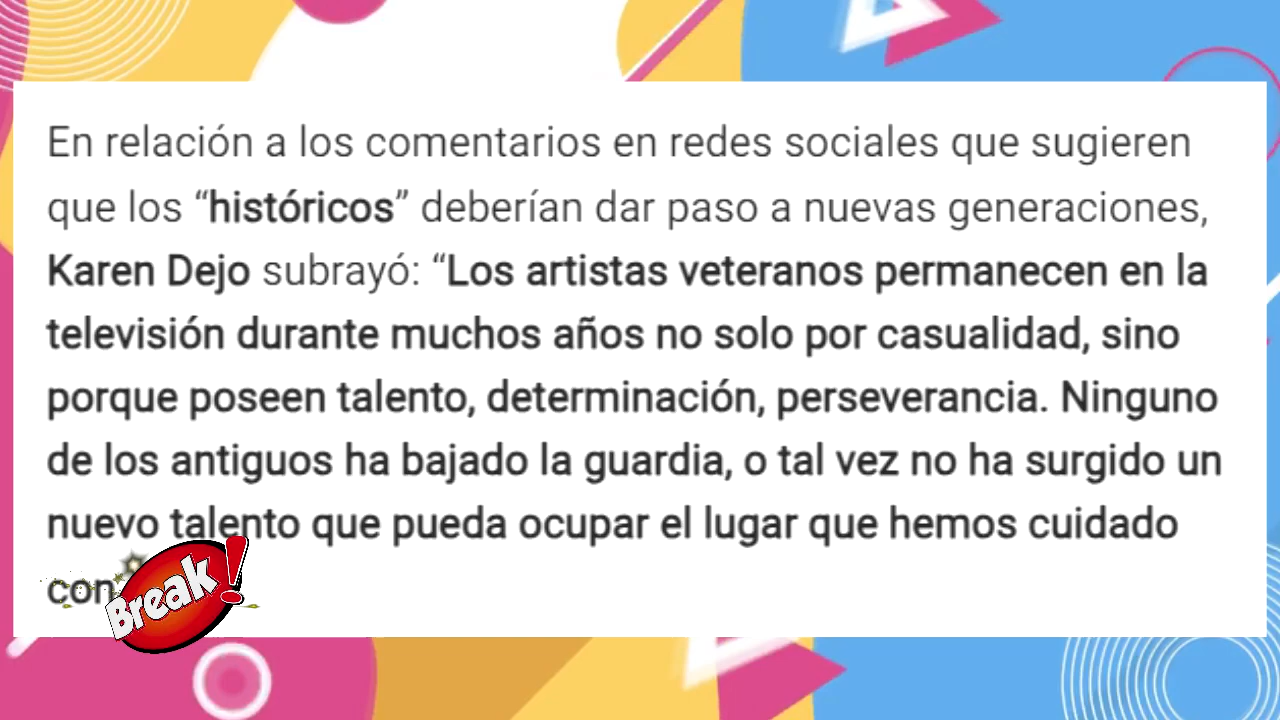 En relación a los comentarios en redes sociales que sugieren
que los “históricos” deberían dar paso a nuevas generaciones,
Karen Dejo subrayó: “Los artistas veteranos permanecen en la
televisión durante muchos años no solo por casualidad, sino
porque poseen talento, determinación, perseverancia. Ninguno
de los antiguos ha bajado la guardia, o tal vez no ha surgido un
nuevo talento que pueda ocupar el lugar que hemos cuidado
Break!